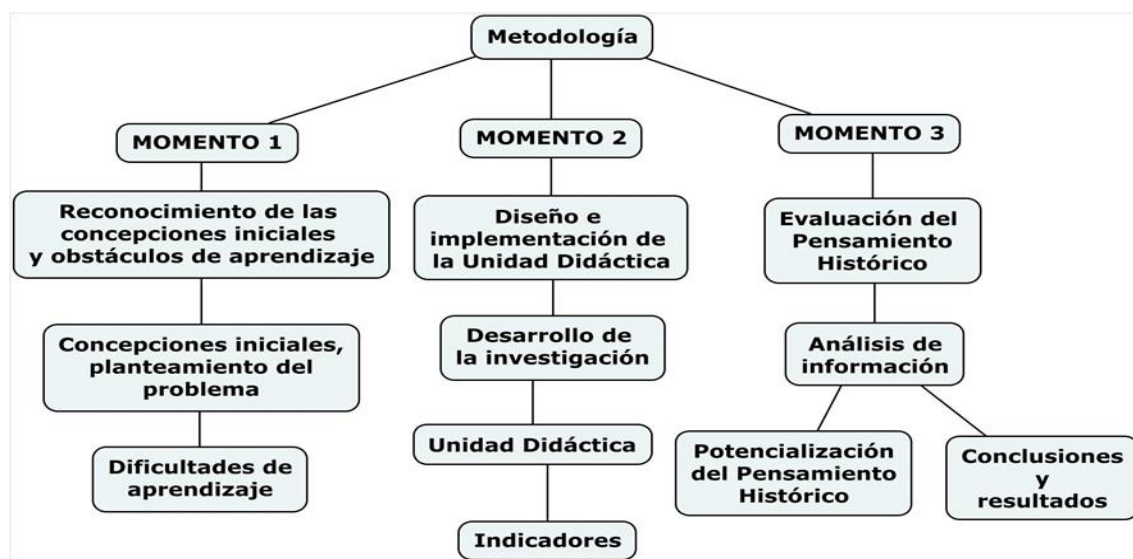 Metodología
MOMENTO 1
MOMENTO 2
MOMENTO 3
Reconocimiento de las
concepciones iniciales
y obstáculos de aprendizaje
Diseño e
implementación de
la Unidad Didáctica
Evaluación del
Pensamiento
Histórico
Concepciones iniciales,
planteamiento del
problema
Desarrollo de
la investigación
Análisis de
información
Dificultades de
aprendizaje
Unidad Didáctica
Potencialización
del Pensamiento
Histórico
Conclusiones
y
resultados
Indicadores